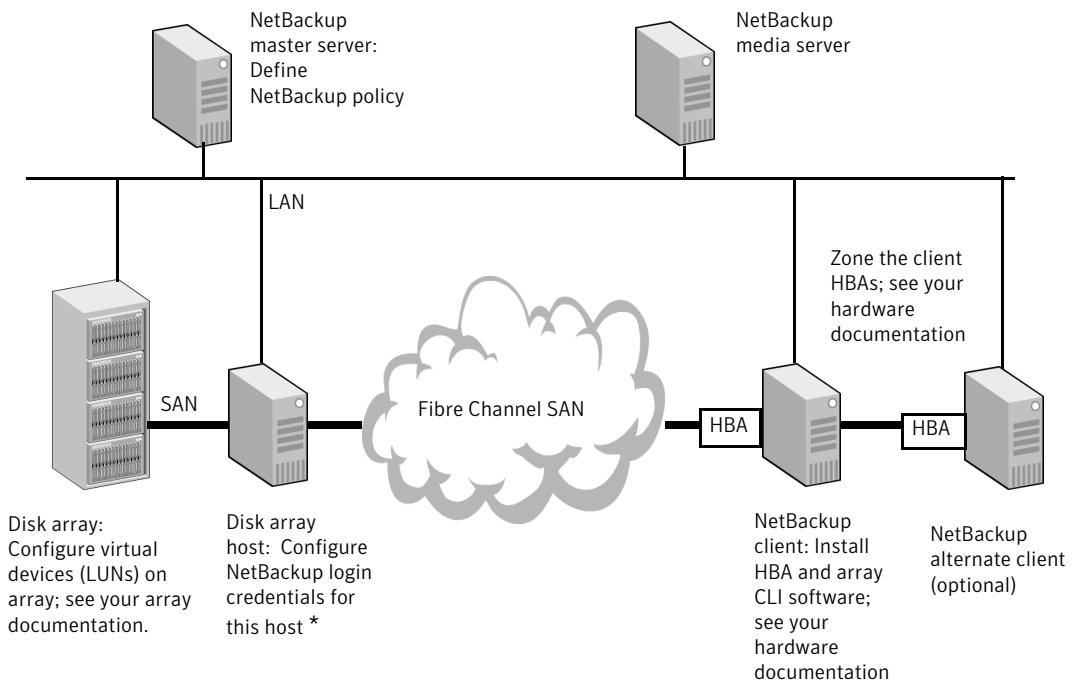 NetBackup
master server:
Define
NetBackup policy
NetBackup
media server
LAN
Zone the client
HBAs; see your
hardware
documentation
SAN
Fibre Channel SAN
HBA
HBA
Disk array:
Configure virtual
devices (LUNs) on
array; see your array
documentation.
Disk array
host: Configure
NetBackup login
credentials for
this host *
NetBackup
client: Install
HBA and array
CLI software;
see your
hardware
documentation
NetBackup
alternate client
(optional)